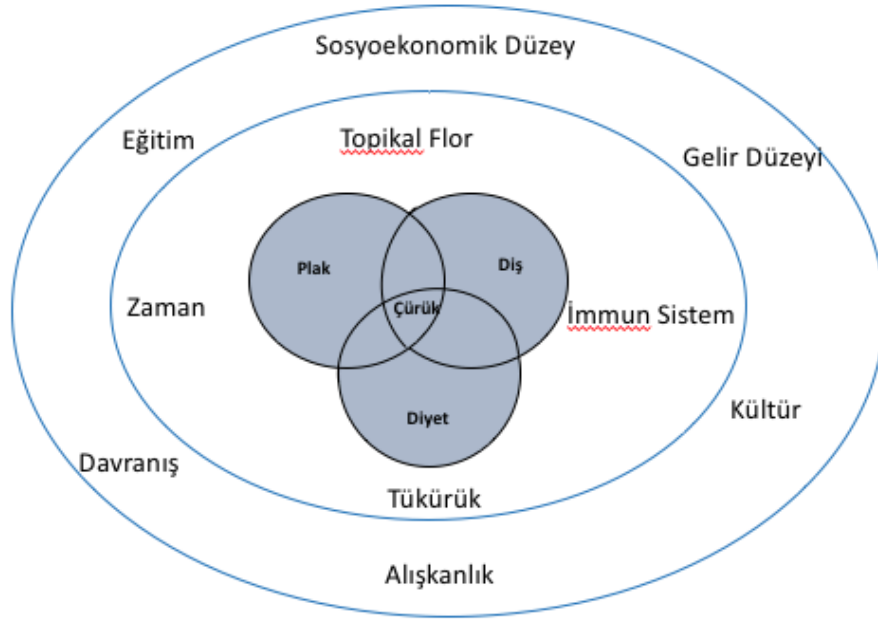 Sosyoekonomik Düzey
Eğitim
Topikal Flor
Gelir Düzeyi
Plak
Diş
Zaman
Çürük
İmmun Sistem
Diyet
Kültür
Davranış
Tükürük
Alışkanlık